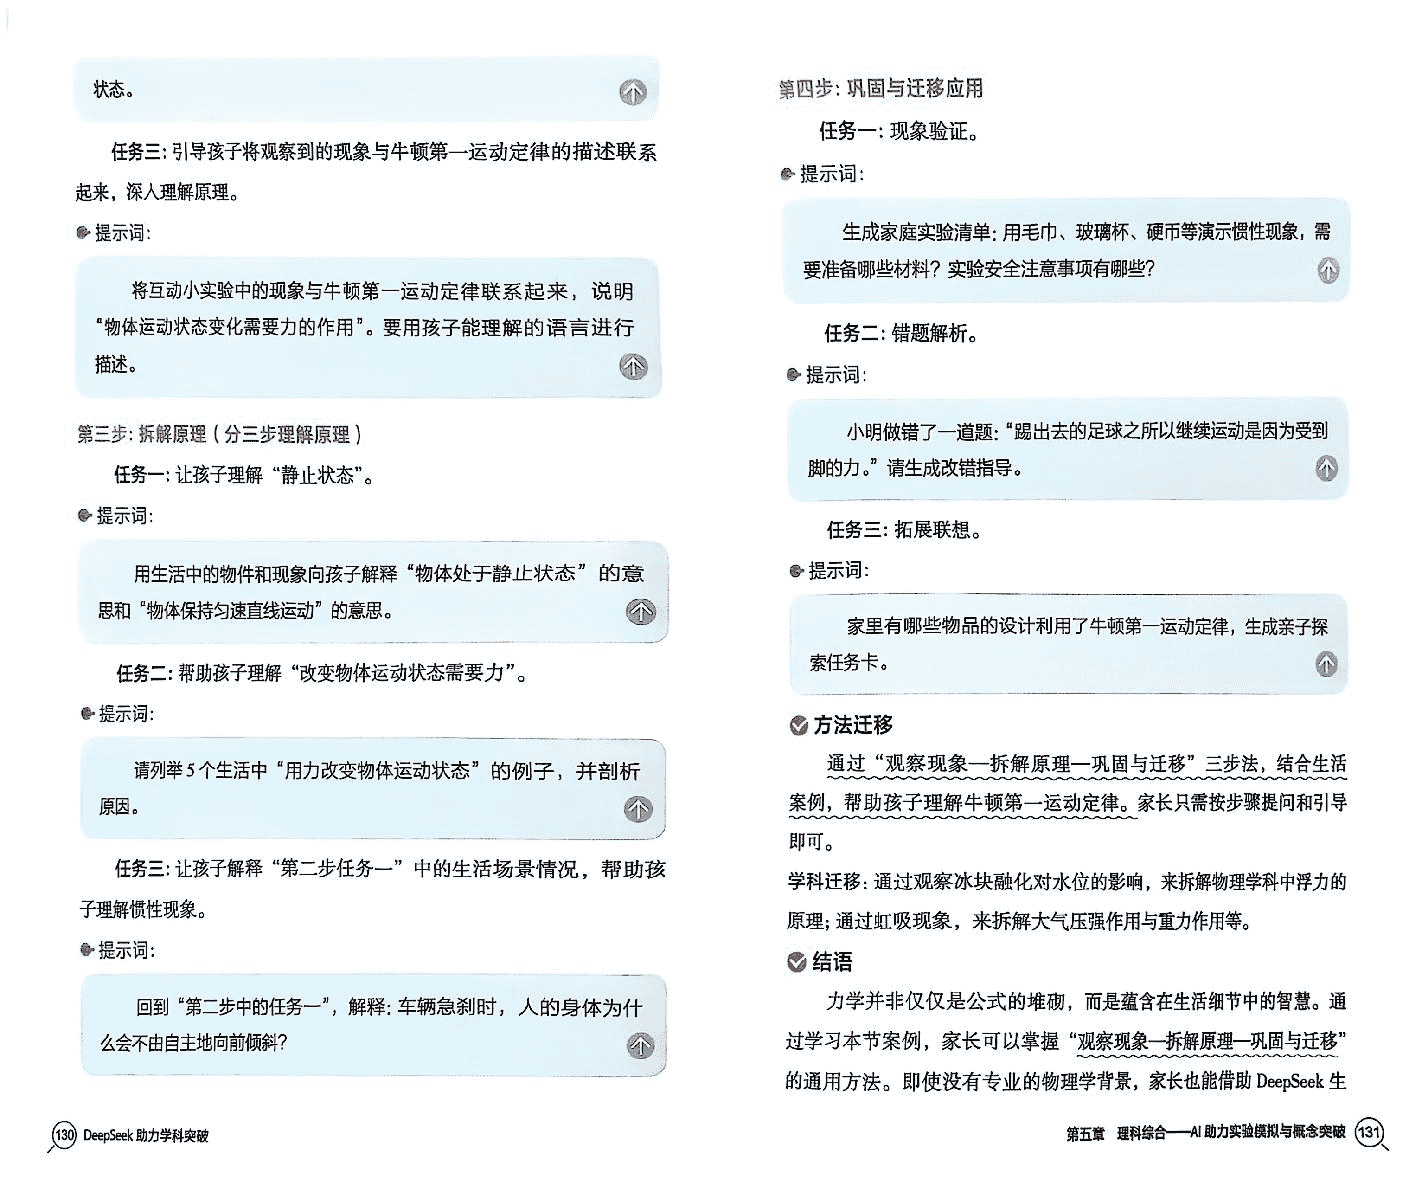 状态。
任务三：引导孩子将观察到的现象与牛顿第一运动定律的描述联系
起来，深入理解原理。
提示词：
将互动小实验中的现象与牛顿第一运动定律联系起来，说明
“物体运动状态变化需要力的作用”。要用孩子能理解的语言进行
描述。
第三步：拆解原理（分三步理解原理）
任务一：让孩子理解“静止状态”。
提示词：
用生活中的物件和现象向孩子解释“物体处于静止状态”的意
思和“物体保持匀速直线运动”的意思。
任务二：帮助孩子理解“改变物体运动状态需要力”。
提示词：
请列举5个生活中“用力改变物体运动状态”的例子，并剖析
原因。
任务三：让孩子解释“第二步任务一”中的生活场景情况，帮助孩
子理解惯性现象。
提示词：
回到“第二步中的任务一”，解释：车辆急刹时，人的身体为什
么会不由自主地向前倾斜？
130 DeepSeek 助力学科突破
第四步：巩固与迁移应用
任务一：现象验证。
提示词：
生成家庭实验清单：用毛巾、玻璃杯、硬币等演示惯性现象，需
要准备哪些材料？实验安全注意事项有哪些？
任务二：错题解析。
提示词：
小明做错了一道题：“踢出去的足球之所以继续运动是因为受到
脚的力。”请生成改错指导。
任务三：拓展联想。
提示词：
家里有哪些物品的设计利用了牛顿第一运动定律，生成亲子探
索任务卡。
方法迁移
通过“观察现象—拆解原理—巩固与迁移”三步法，结合生活
案例，帮助孩子理解牛顿第一运动定律。家长只需按步骤提问和引导
即可。
学科迁移：通过观察冰块融化对水位的影响，来拆解物理学科中浮力的
原理；通过虹吸现象，来拆解大气压强作用与重力作用等。
结语
力学并非仅仅是公式的堆砌，而是蕴含在生活细节中的智慧。通
过学习本节案例，家长可以掌握“观察现象—拆解原理—巩固与迁移”
的通用方法。即使没有专业的物理学背景，家长也能借助 DeepSeek 生
第五章 理科综合——AI 助力实验模拟与概念突破 131